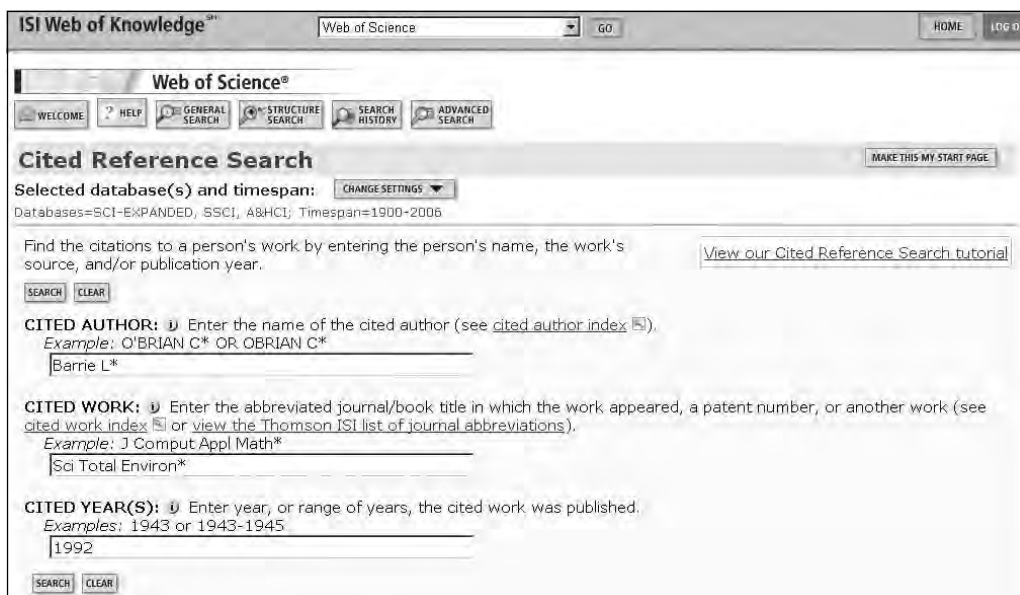 ISI Web of Knowledge℠ Web of Science GO HOME
Web of Science®
WELCOME ? HELP GENERAL SEARCH STRUCTURE SEARCH SEARCH HISTORY ADVANCED SEARCH
Cited Reference Search MAKE THIS MY START PAGE
Selected database(s) and timespan: CHANGE SETTINGS
Databases=SCI-EXPANDED, SSCI, A&HCI; Timespan=1900-2006
Find the citations to a person's work by entering the person's name, the work's
source, and/or publication year.
View our Cited Reference Search tutorial
SEARCH CLEAR
CITED AUTHOR: Enter the name of the cited author (see cited author index).
Example: O'BRIAN C* OR OBRIAN C*
Barrie L*
CITED WORK: Enter the abbreviated journal/book title in which the work appeared, a patent number, or another work (see
cited work index or view the Thomson ISI list of journal abbreviations).
Example: J Comput Appl Math*
Sci Total Environ*
CITED YEAR(S): Enter year, or range of years, the cited work was published.
Examples: 1943 or 1943-1945
1992
SEARCH CLEAR